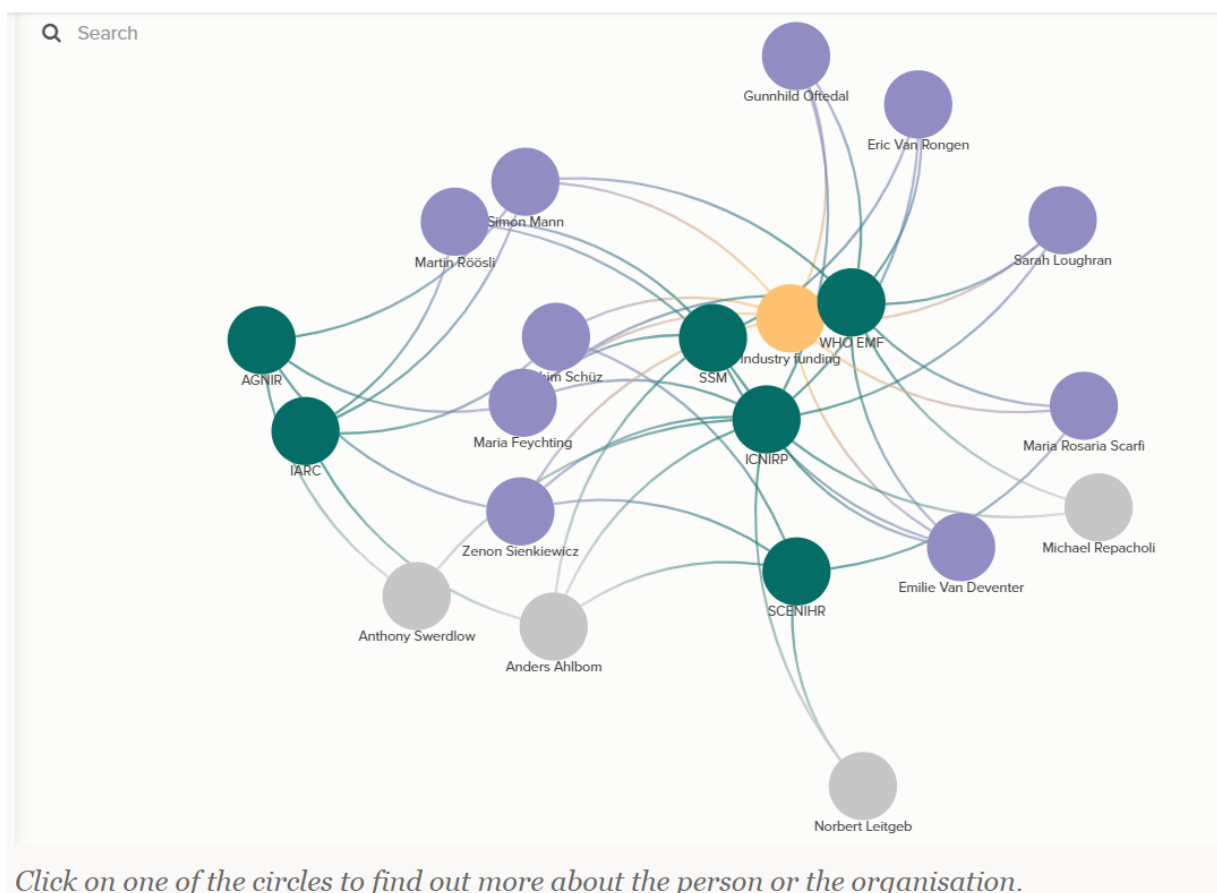 Search
Gunnhild Oftedal
Eric Van Rongen
Simon Mann
Martin Röösli
Sarah Loughran
WHO EMF
Industry funding
SSM
AGNIR
Schüz
Maria Feychting
Maria Rosaria Scarfi
ICNIRP
IARC
Zenon Sienkiewicz
Michael Repacholi
Emilie Van Deventer
SCENIHR
Anthony Swerdlow
Anders Ahlbom
Norbert Leitgeb
Click on one of the circles to find out more about the person or the organisation.